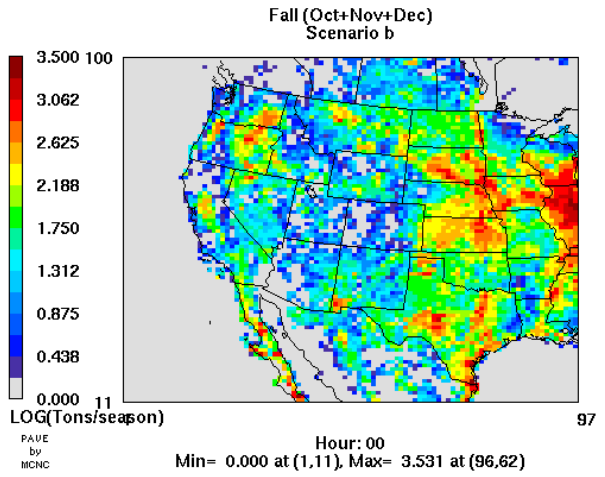 Fall (Oct+Nov+Dec)
Scenario b
3.500
3.062
2.625
2.188
1.750
1.312
0.875
0.438
0.000
100
11
97
LOG(Tons/season)
PAVE
by
MCNC
Hour: 00
Min= 0.000 at (1,11), Max= 3.531 at (96,62)